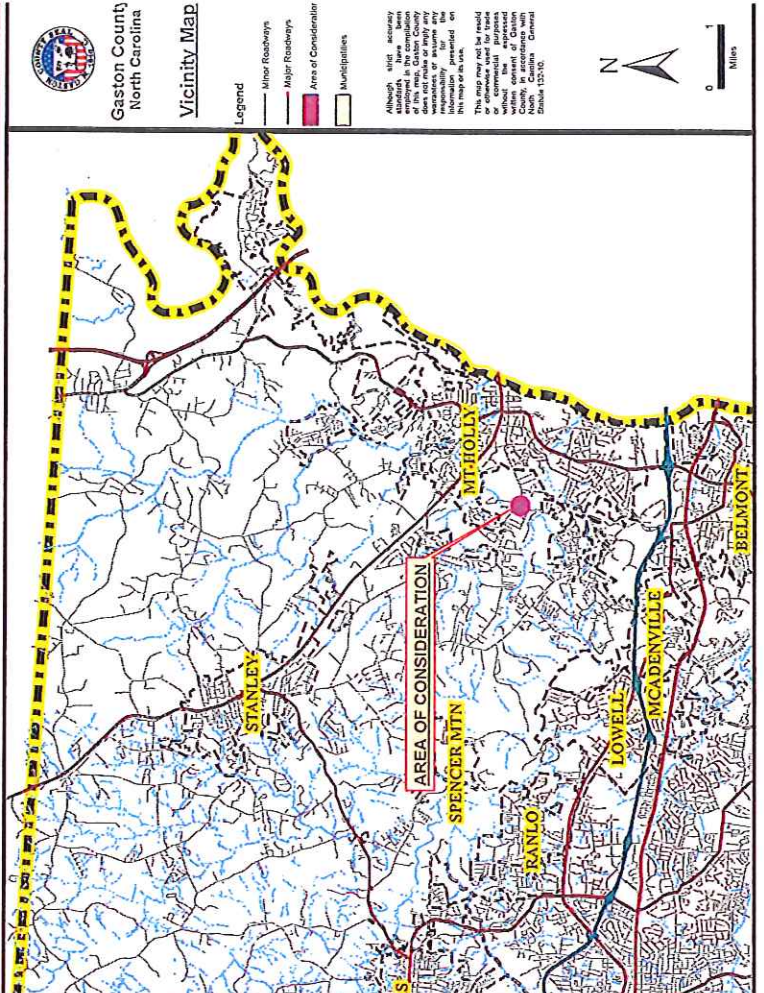 GASTON COUNTY SEAL
Gaston County
North Carolina
Vicinity Map
Legend
Minor Roadways
Major Roadways
Area of Consideration
Municipalities
Although strict accuracy
standards have been
employed in the compilation
of this map, Gaston County
does not make or imply any
warranties or assume any
responsibility for the
information presented on
this map or its use.
This map may not be resold
or otherwise used for trade
or commercial purposes
without the expressed
written consent of Gaston
County, in accordance with
North Carolina General
Statute 132-10.
N
0 1
Miles
STANLEY
MT HOLLY
AREA OF CONSIDERATION
SPENCER MTN
RANLO
LOWELL
MCADENVILLE
BELMONT
S